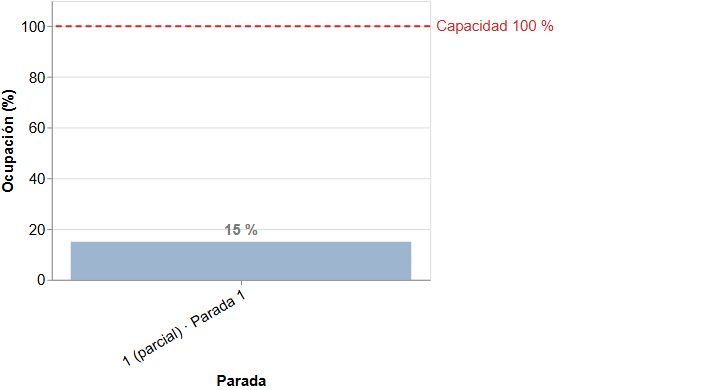 100
Capacidad 100 %
80
60
40
20
0
Ocupación (%)
15 %
1 (parcial) · Parada 1
Parada